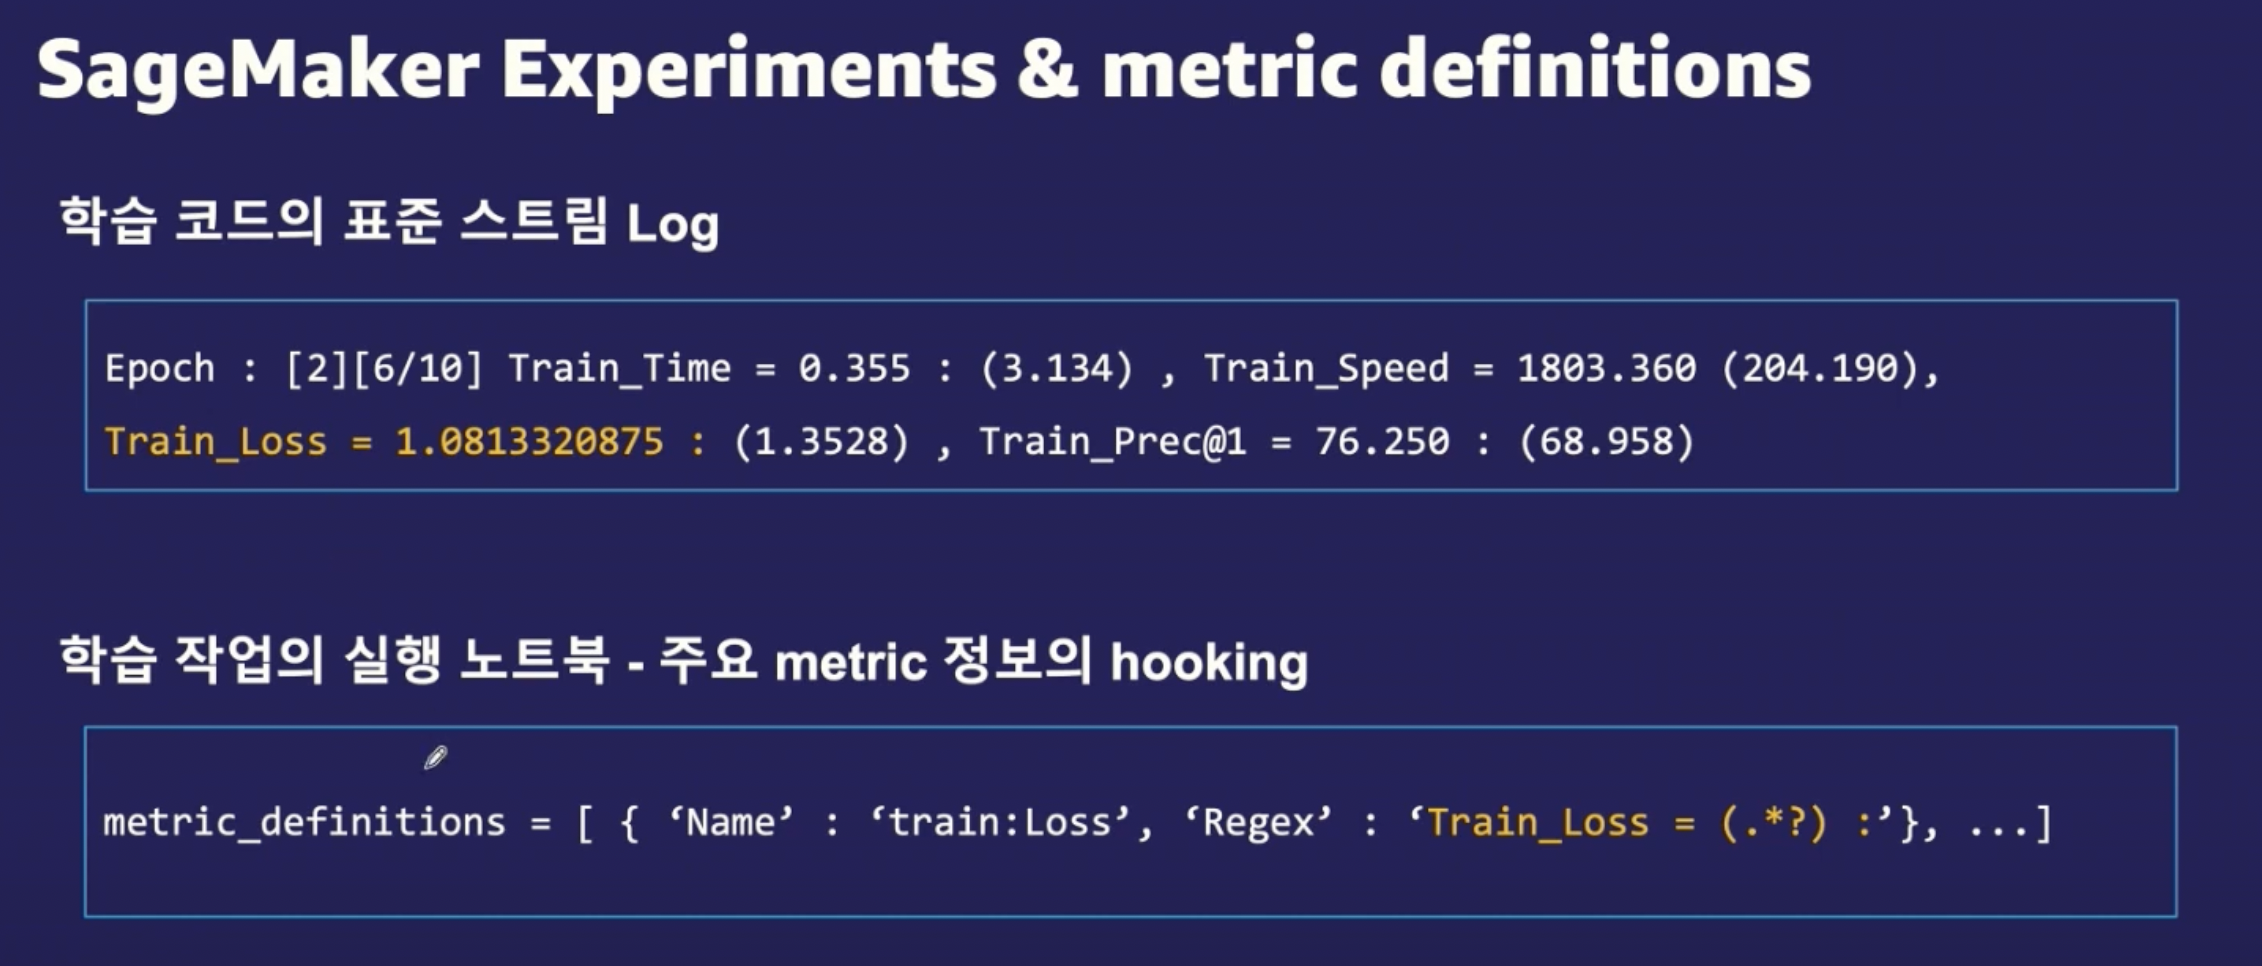 SageMaker Experiments & metric definitions
학습 코드의 표준 스트림 Log
Epoch : [2][6/10] Train_Time = 0.355 : (3.134) , Train_Speed = 1803.360 (204.190),
Train_Loss = 1.0813320875 : (1.3528) , Train_Prec@1 = 76.250 : (68.958)
학습 작업의 실행 노트북 - 주요 metric 정보의 hooking
metric_definitions = [ { ‘Name’ : ‘train:Loss’, ‘Regex’ : ‘Train_Loss = (.*?) :’}, ...]